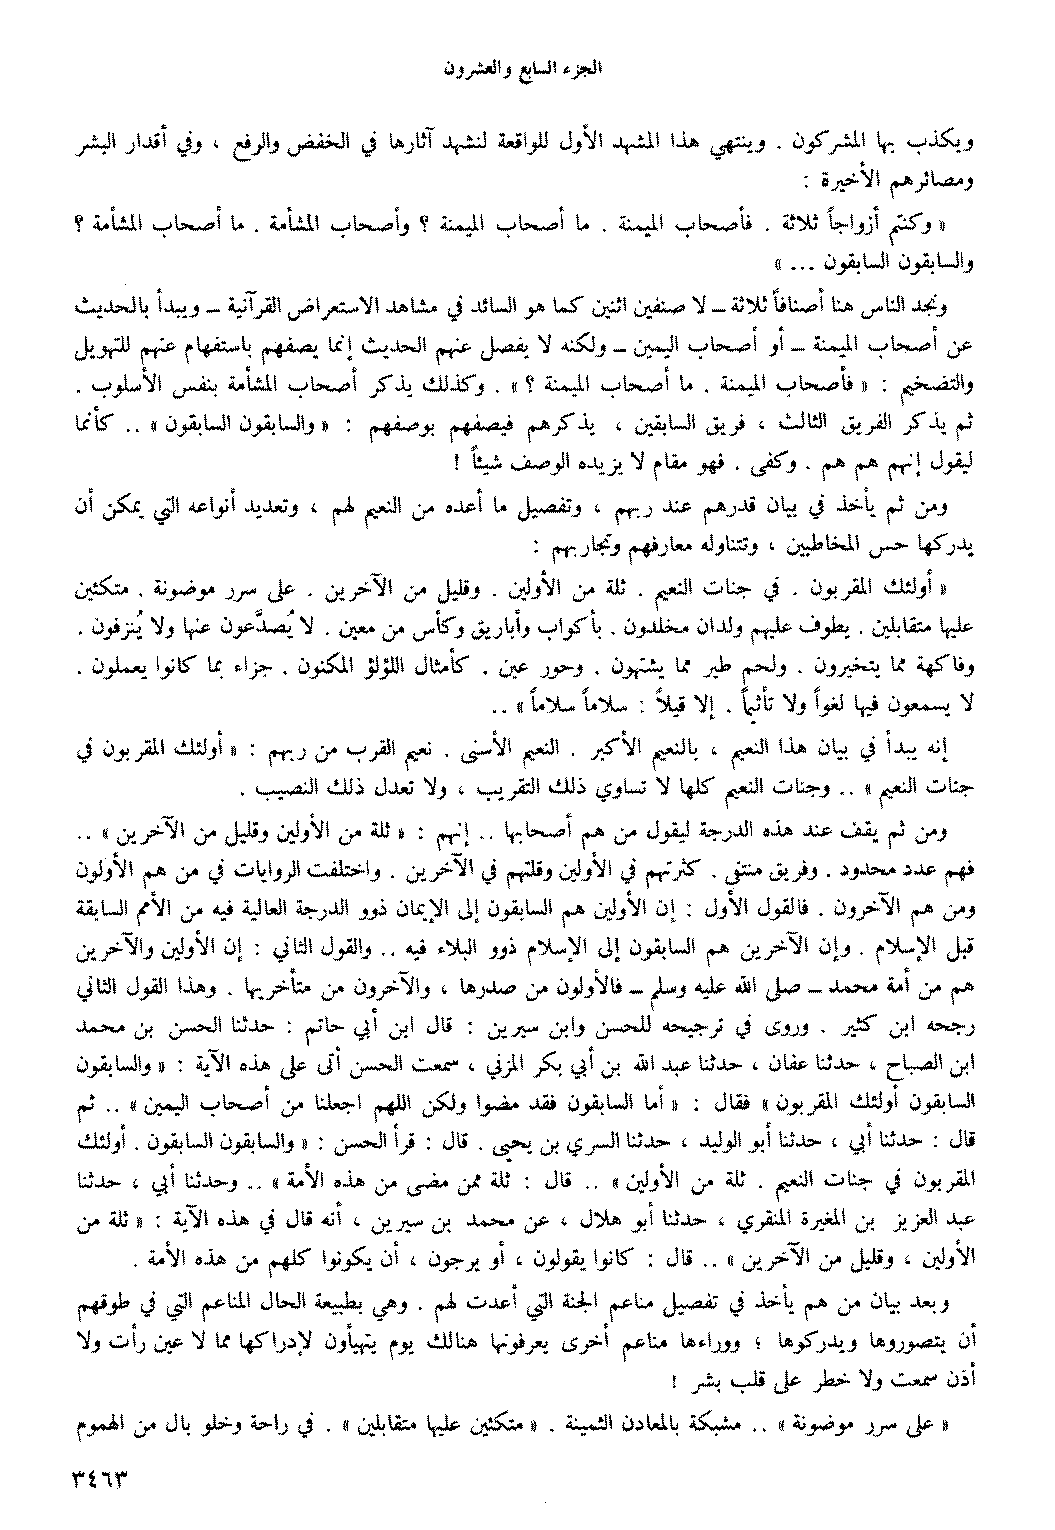 الجزء السابع والعشرون
ويكذب بها المشركون . وينتهي هذا المشهد الأول للواقعة لنشهد آثارها في الخفض والرفع ، وفي أقدار البشر
ومصائرهم الأخيرة :
« وكنتم أزواجاً ثلاثة . فأصحاب الميمنة . ما أصحاب الميمنة ؟ وأصحاب المشأمة . ما أصحاب المشأمة ؟
والسابقون السابقون ... »
ونجد الناس هنا أصنافاً ثلاثة – لا صنفين اثنين كما هو السائد في مشاهد الاستعراض القرآنية – ويبدأ بالحديث
عن أصحاب الميمنة – أو أصحاب اليمين – ولكنه لا يفصل عنهم الحديث إنما يصفهم باستفهام عنهم للتهويل
والتضخيم : « فأصحاب الميمنة . ما أصحاب الميمنة ؟ » . وكذلك يذكر أصحاب المشأمة بنفس الأسلوب .
ثم يذكر الفريق الثالث ، فريق السابقين ، يذكرهم فيصفهم بوصفهم : « والسابقون السابقون » .. كأنما
ليقول إنهم هم هم . وكفى . فهو مقام لا يزيده الوصف شيئاً !
ومن ثم يأخذ في بيان قدرهم عند ربهم ، وتفصيل ما أعده من النعيم لهم ، وتعديد أنواعه التي يمكن أن
يدركها حس المخاطبين ، وتتناوله معارفهم وتجاربهم :
« أولئك المقربون . في جنات النعيم . ثلة من الأولين . وقليل من الآخرين . على سرر موضونة . متكئين
عليها متقابلين . يطوف عليهم ولدان مخلدون . بأكواب وأباريق وكأس من معين . لا يُصدَّعون عنها ولا يُنزفون .
وفاكهة مما يتخيرون . ولحم طير مما يشتهون . وحور عين . كأمثال اللؤلؤ المكنون . جزاء بما كانوا يعملون .
لا يسمعون فيها لغواً ولا تأثيماً . إلا قيلاً : سلاماً سلاماً » ..
إنه يبدأ في بيان هذا النعيم ، بالنعيم الأكبر . النعيم الأسنى . نعيم القرب من ربهم : « أولئك المقربون في
جنات النعيم » .. وجنات النعيم كلها لا تساوي ذلك التقريب ، ولا تعدل ذلك النصيب .
ومن ثم يقف عند هذه الدرجة ليقول من هم أصحابها .. إنهم : « ثلة من الأولين وقليل من الآخرين » ..
فهم عدد محدود . وفريق منتقى . كثرتهم في الأولين وقلتهم في الآخرين . واختلفت الروايات في من هم الأولون
ومن هم الآخرون . فالقول الأول : إن الأولين هم السابقون إلى الإيمان ذوو الدرجة العالية فيه من الأمم السابقة
قبل الإسلام . وإن الآخرين هم السابقون إلى الإسلام ذوو البلاء فيه .. والقول الثاني : إن الأولين والآخرين
هم من أمة محمد – صلى الله عليه وسلم – فالأولون من صدرها ، والآخرون من متأخريها . وهذا القول الثاني
رجحه ابن كثير . وروى في ترجيحه للحسن وابن سيرين : قال ابن أبي حاتم : حدثنا الحسن بن محمد
ابن الصباح ، حدثنا عفان ، حدثنا عبد الله بن أبي بكر المزني ، سمعت الحسن أتى على هذه الآية : « والسابقون
السابقون أولئك المقربون » فقال : « أما السابقون فقد مضوا ولكن اللهم اجعلنا من أصحاب اليمين » .. ثم
قال : حدثنا أبي ، حدثنا أبو الوليد ، حدثنا السري بن يحيى . قال : قرأ الحسن : « والسابقون السابقون . أولئك
المقربون في جنات النعيم . ثلة من الأولين » .. قال : ثلة ممن مضى من هذه الأمة » .. وحدثنا أبي ، حدثنا
عبد العزيز بن المغيرة المنقري ، حدثنا أبو هلال ، عن محمد بن سيرين ، أنه قال في هذه الآية : « ثلة من
الأولين ، وقليل من الآخرين » .. قال : كانوا يقولون ، أو يرجون ، أن يكونوا كلهم من هذه الأمة .
وبعد بيان من هم يأخذ في تفصيل مناعم الجنة التي أعدت لهم . وهي بطبيعة الحال المناعم التي في طوقهم
أن يتصوروها ويدركوها ؛ ووراءها مناعم أخرى يعرفونها هنالك يوم يتهيأون لإدراكها مما لا عين رأت ولا
أذن سمعت ولا خطر على قلب بشر !
« على سرر موضونة » .. مشبكة بالمعادن الثمينة . « متكئين عليها متقابلين » . في راحة وخلو بال من الهموم
٣٤٦٣